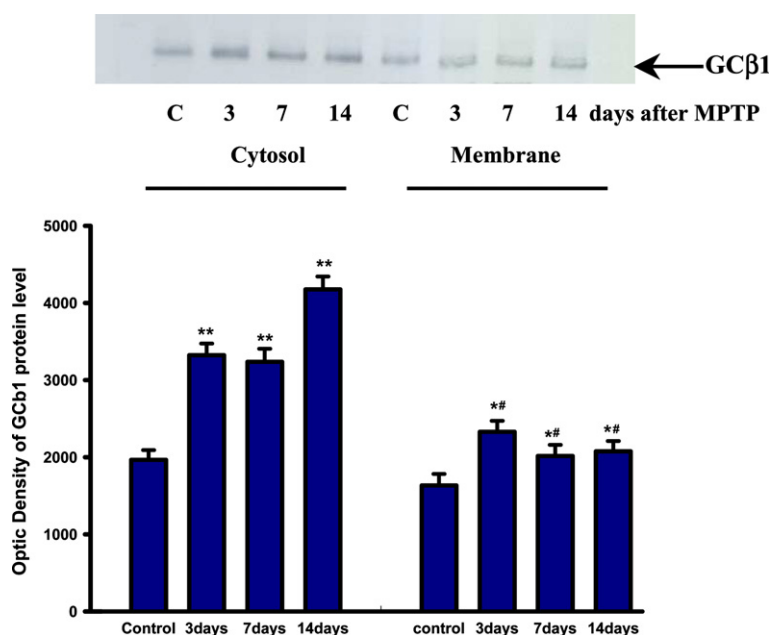 GCβ1
C 3 7 14 C 3 7 14 days after MPTP
Cytosol Membrane
Optic Density of GCb1 protein level
5000
4000
3000
2000
1000
0
** ** ** *# *# *#
Control 3days 7days 14days control 3days 7days 14days